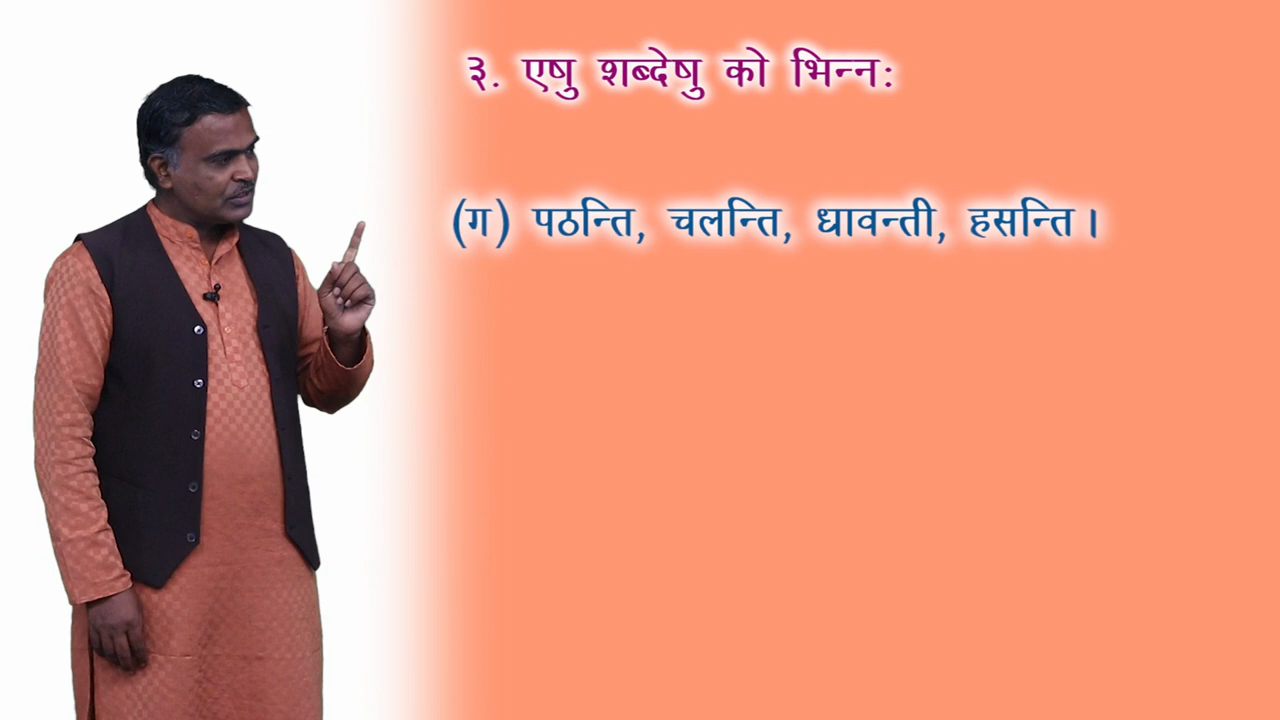 ३. एषु शब्देषु को भिन्न:
(ग) पठन्ति, चलन्ति, धावन्ती, हसन्ति।